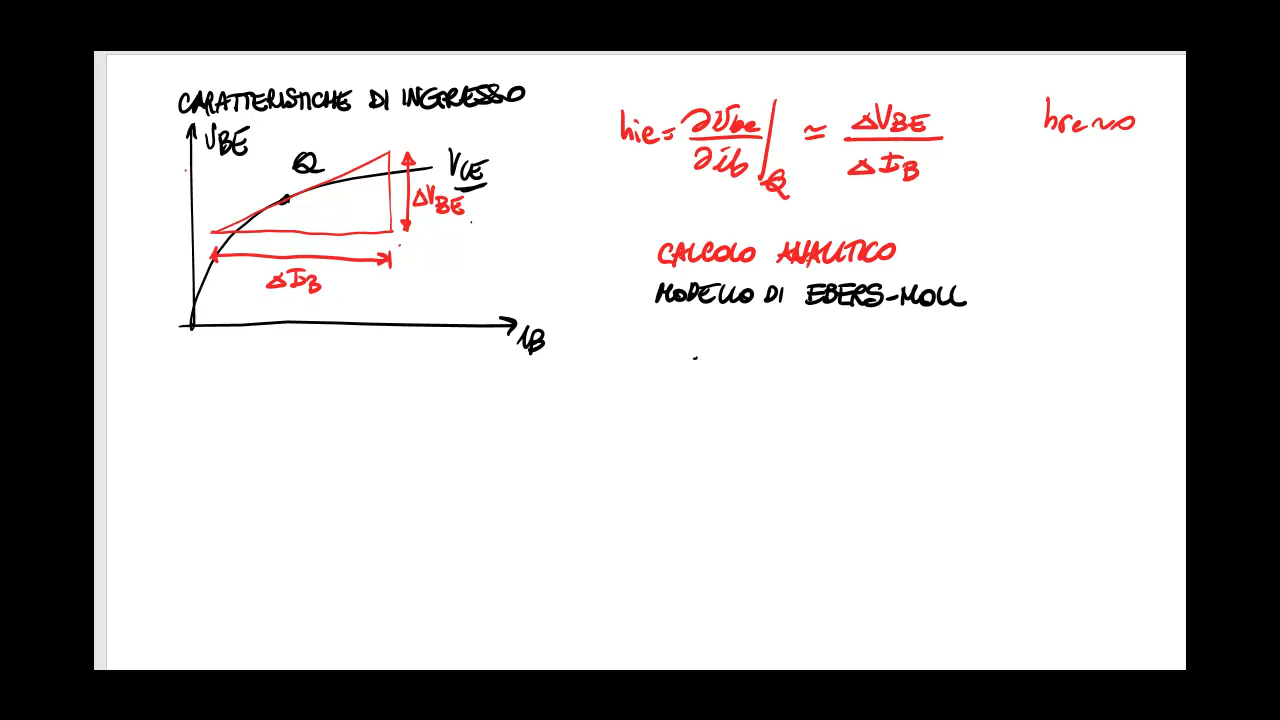 CARATTERISTICHE DI INGRESSO
VBE
Q
VCE
ΔVBE
ΔIB
iB
hie = ∂vbe/∂ib |Q ≃ ΔVBE/ΔIB
hre ~ 0
CALCOLO ANALITICO
MODELLO DI EBERS-MOLL